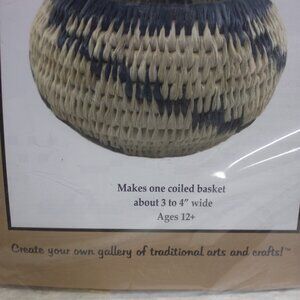 Makes one coiled basket
about 3 to 4" wide
Ages 12+
Create your own gallery of traditional arts and crafts!™